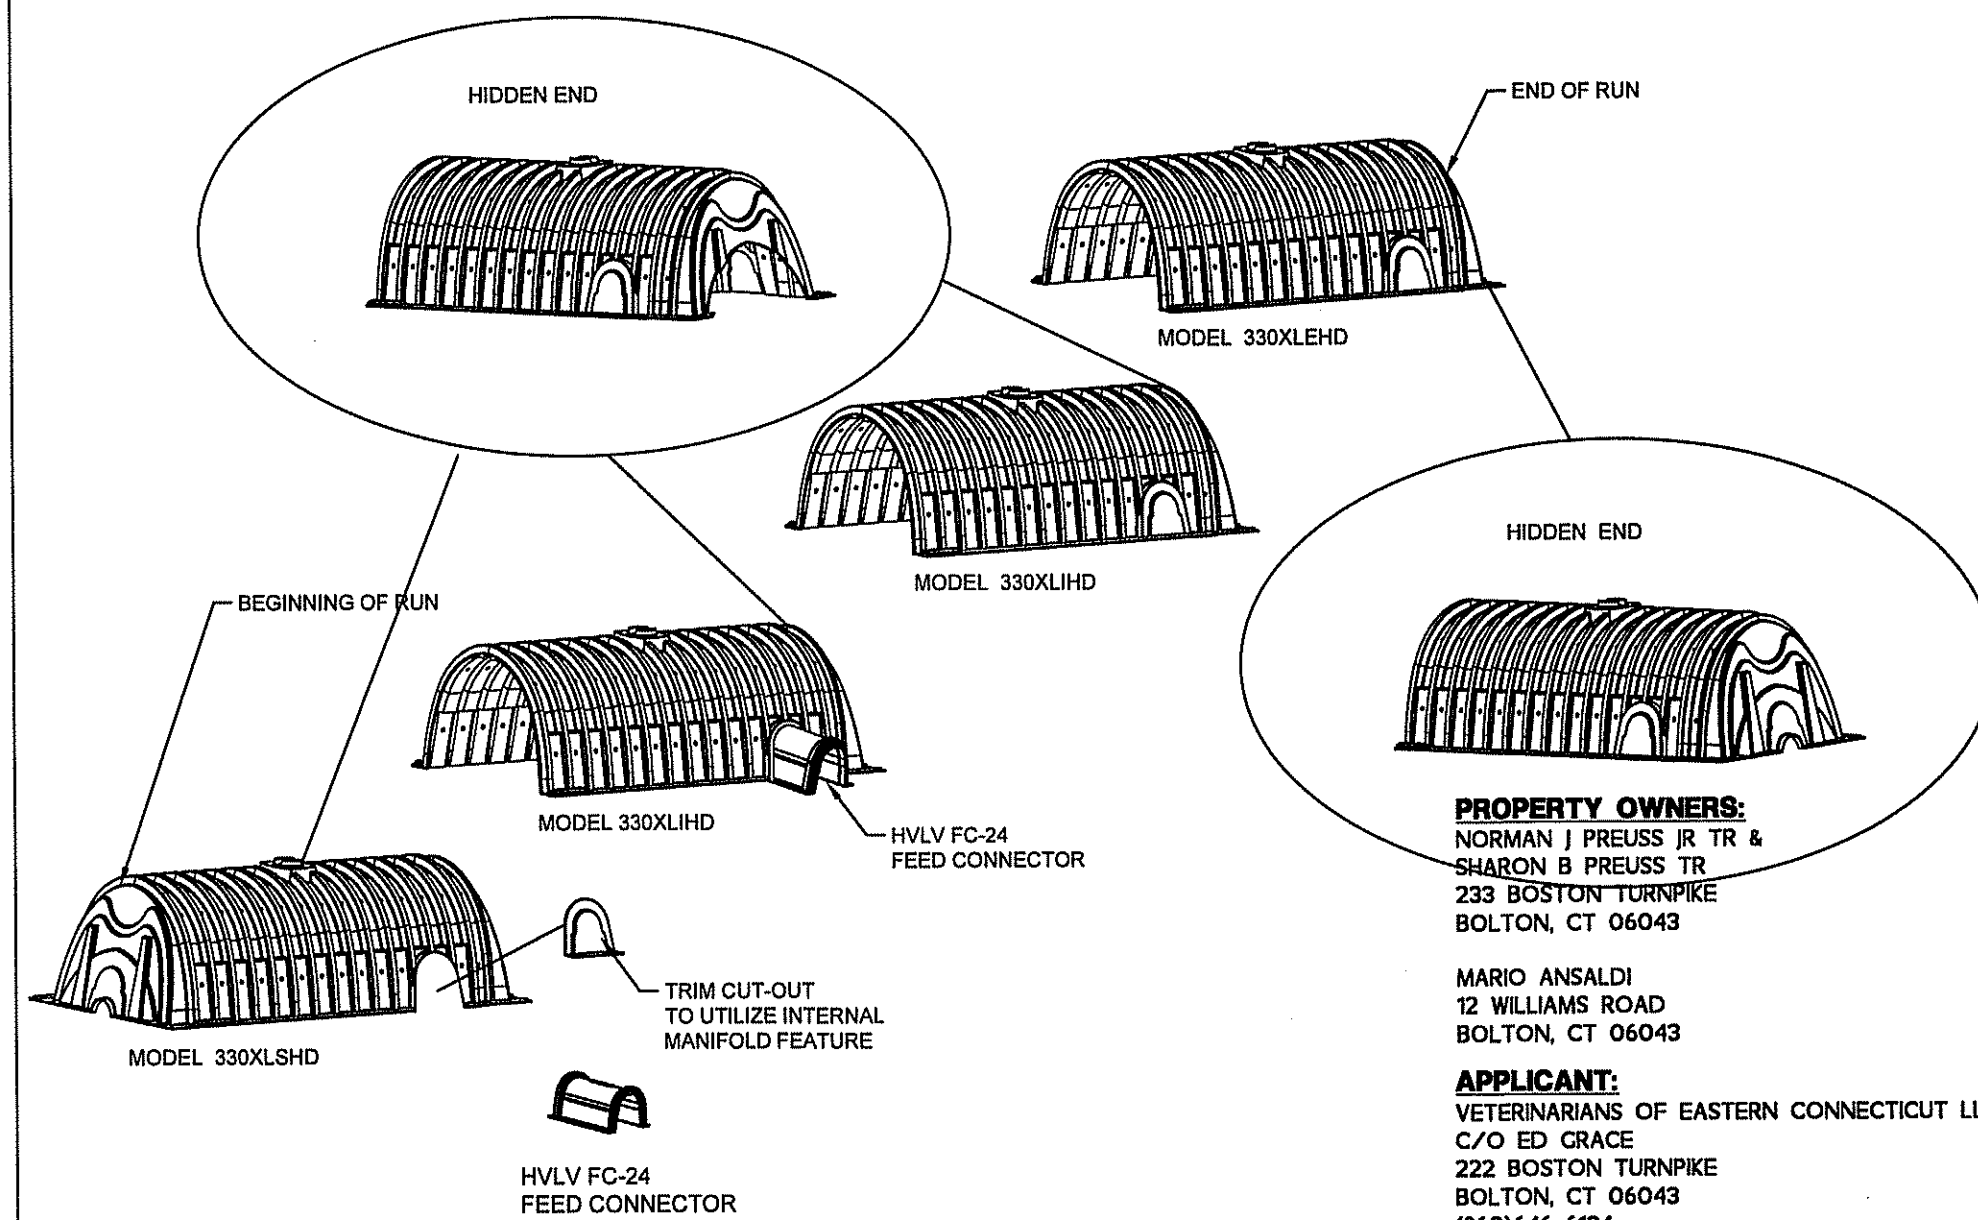 HIDDEN END
END OF RUN
MODEL 330XLEHD
MODEL 330XLIHD
HIDDEN END
BEGINNING OF RUN
MODEL 330XLIHD
HVLV FC-24
FEED CONNECTOR
TRIM CUT-OUT
TO UTILIZE INTERNAL
MANIFOLD FEATURE
MODEL 330XLSHD
HVLV FC-24
FEED CONNECTOR
PROPERTY OWNERS:
NORMAN J PREUSS JR TR &
SHARON B PREUSS TR
233 BOSTON TURNPIKE
BOLTON, CT 06043
MARIO ANSALDI
12 WILLIAMS ROAD
BOLTON, CT 06043
APPLICANT:
VETERINARIANS OF EASTERN CONNECTICUT
C/O ED GRACE
222 BOSTON TURNPIKE
BOLTON, CT 06043